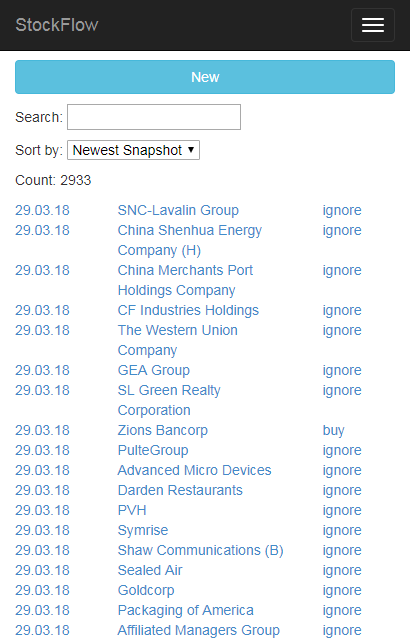 StockFlow
New
Search:
Sort by: Newest Snapshot
Count: 2933
29.03.18 SNC-Lavalin Group ignore
29.03.18 China Shenhua Energy ignore
Company (H)
29.03.18 China Merchants Port ignore
Holdings Company
29.03.18 CF Industries Holdings ignore
29.03.18 The Western Union ignore
Company
29.03.18 GEA Group ignore
29.03.18 SL Green Realty ignore
Corporation
29.03.18 Zions Bancorp buy
29.03.18 PulteGroup ignore
29.03.18 Advanced Micro Devices ignore
29.03.18 Darden Restaurants ignore
29.03.18 PVH ignore
29.03.18 Symrise ignore
29.03.18 Shaw Communications (B) ignore
29.03.18 Sealed Air ignore
29.03.18 Goldcorp ignore
29.03.18 Packaging of America ignore
29.03.18 Affiliated Managers Group ignore